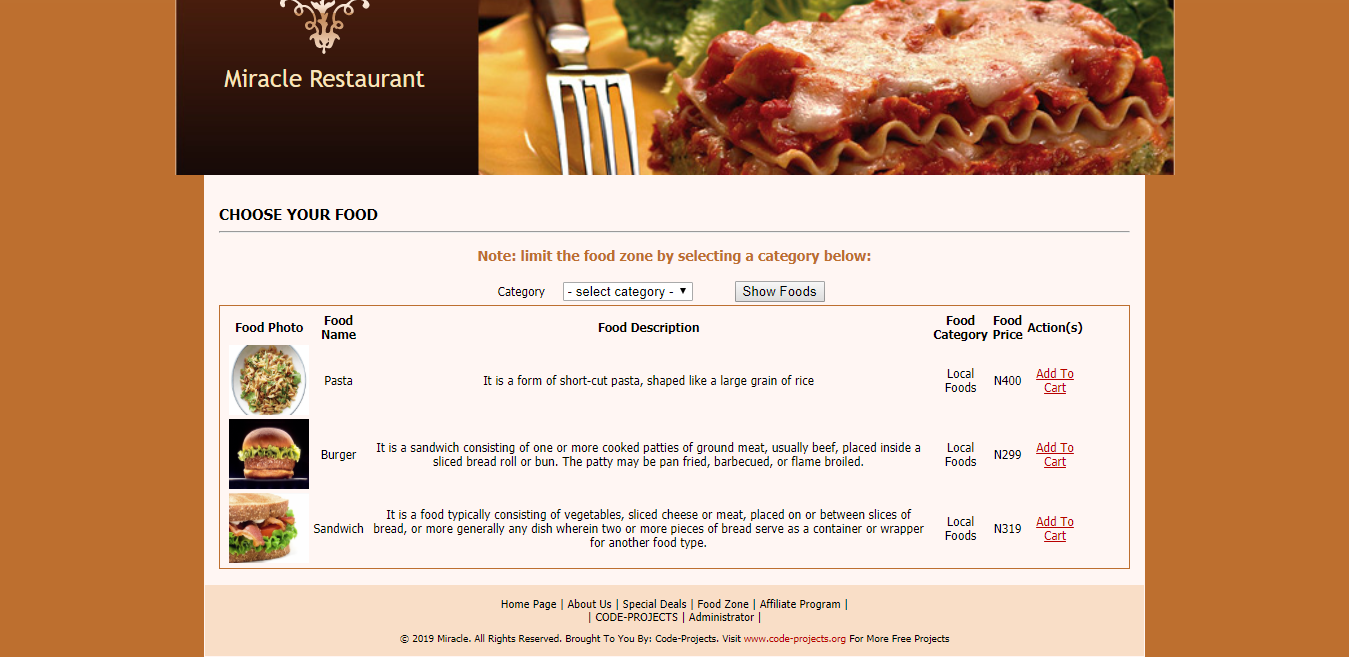 Miracle Restaurant
CHOOSE YOUR FOOD
Note: limit the food zone by selecting a category below:
Category - select category - Show Foods
Food Photo Food Name Food Description Food Category Food Price Action(s)
Pasta It is a form of short-cut pasta, shaped like a large grain of rice Local Foods N400 Add To Cart
Burger It is a sandwich consisting of one or more cooked patties of ground meat, usually beef, placed inside a
sliced bread roll or bun. The patty may be pan fried, barbecued, or flame broiled. Local Foods N299 Add To Cart
Sandwich It is a food typically consisting of vegetables, sliced cheese or meat, placed on or between slices of
bread, or more generally any dish wherein two or more pieces of bread serve as a container or wrapper
for another food type. Local Foods N319 Add To Cart
Home Page | About Us | Special Deals | Food Zone | Affiliate Program |
| CODE-PROJECTS | Administrator |
© 2019 Miracle. All Rights Reserved. Brought To You By: Code-Projects. Visit www.code-projects.org For More Free Projects